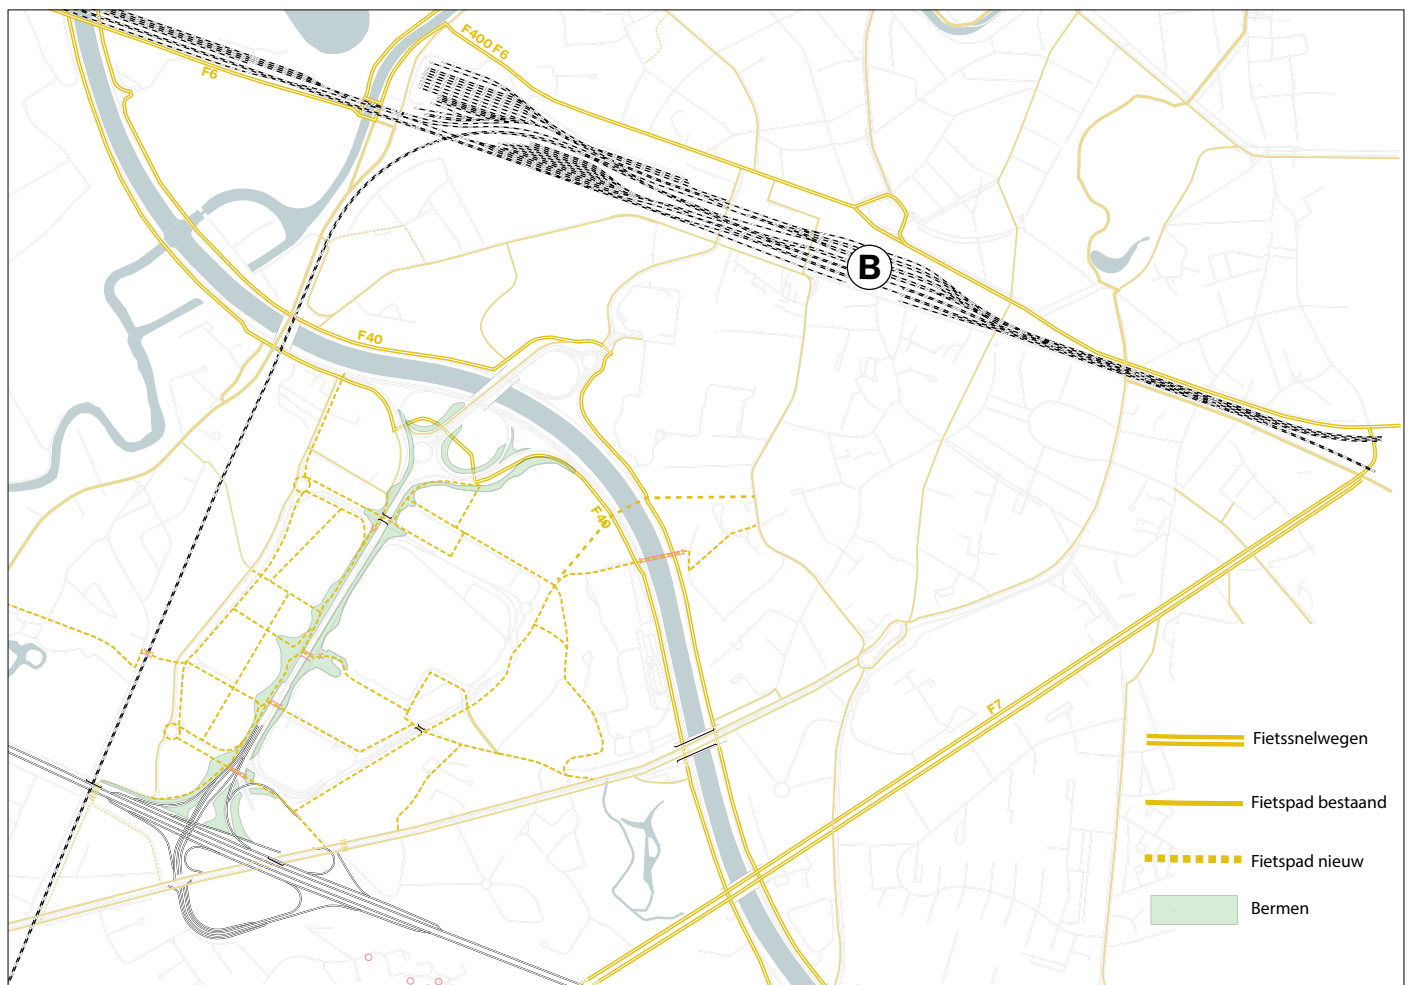 F400 F6
F6
B
F40
F40
F7
Fietssnelwegen
Fietspad bestaand
Fietspad nieuw
Bermen